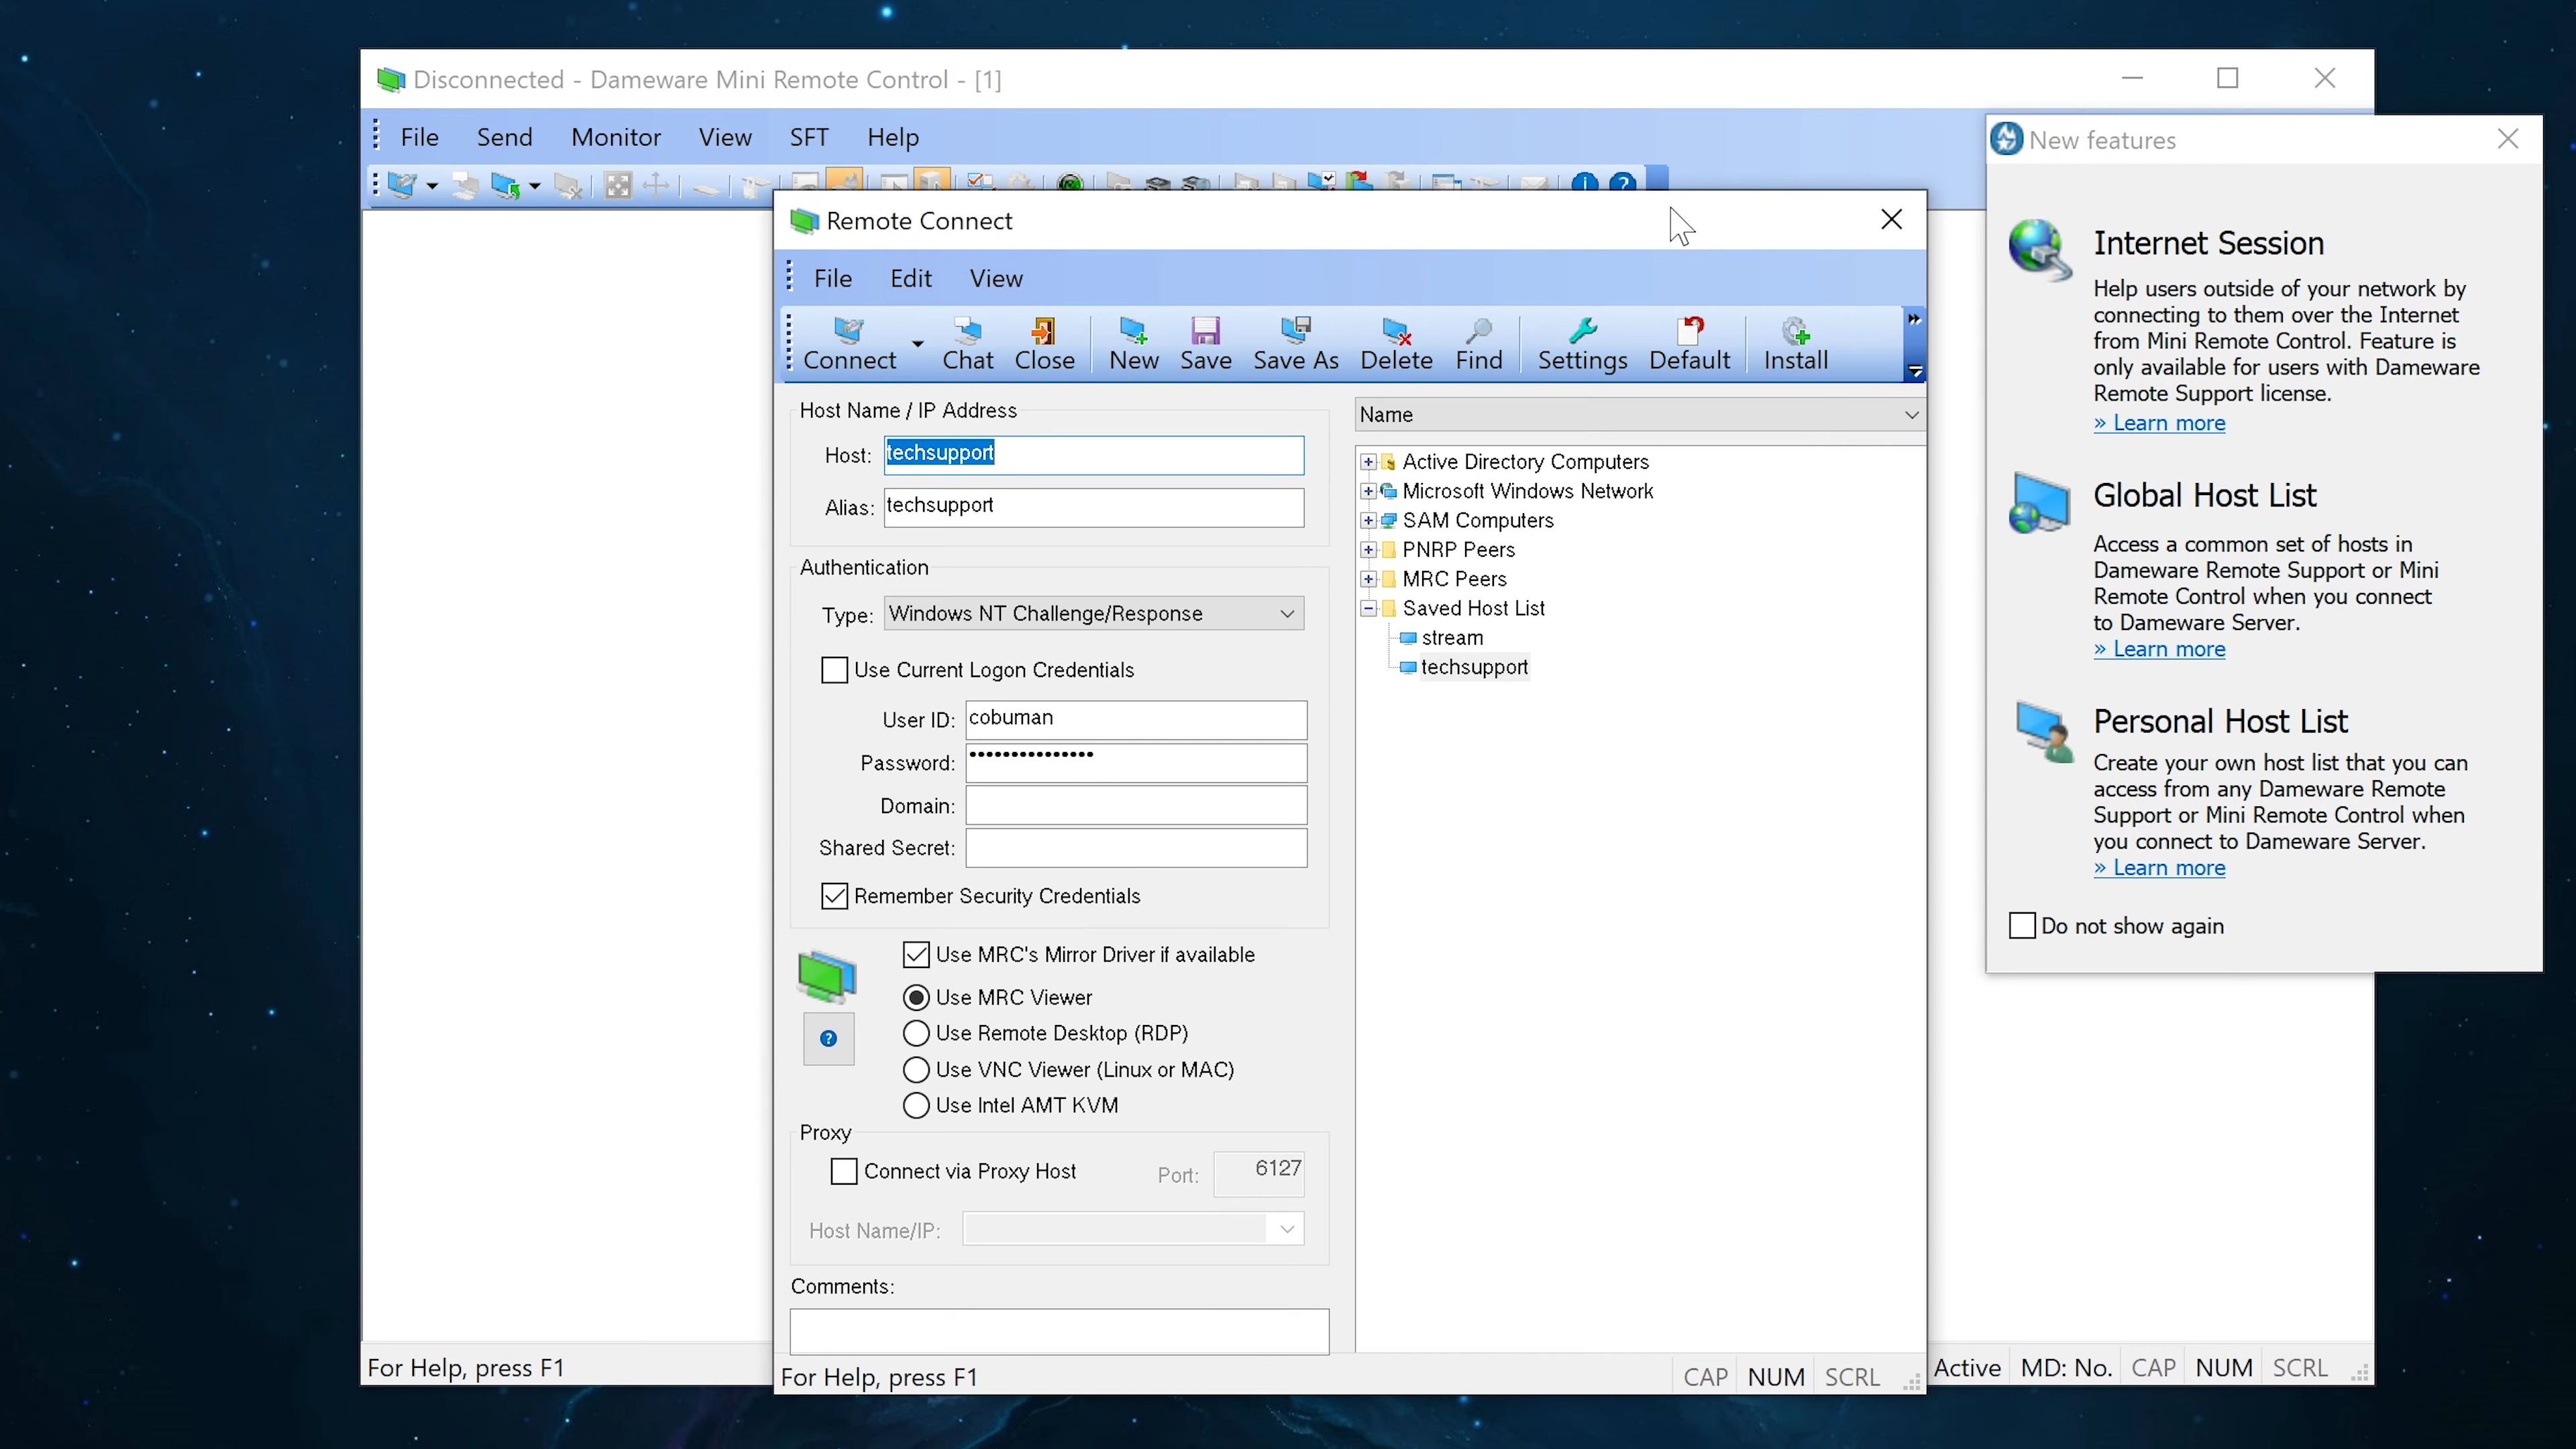 Disconnected - Dameware Mini Remote Control - [1]
File Send Monitor View SFT Help
Remote Connect
File Edit View
Connect Chat Close New Save Save As Delete Find Settings Default Install
Host Name / IP Address
Host: techsupport
Alias: techsupport
Authentication
Type: Windows NT Challenge/Response
Use Current Logon Credentials
User ID: cobuman
Password: •••••••••••••••
Domain:
Shared Secret:
Remember Security Credentials
Use MRC's Mirror Driver if available
Use MRC Viewer
Use Remote Desktop (RDP)
Use VNC Viewer (Linux or MAC)
Use Intel AMT KVM
Proxy
Connect via Proxy Host Port: 6127
Host Name/IP:
Comments:
For Help, press F1 CAP NUM SCRL
Name
Active Directory Computers
Microsoft Windows Network
SAM Computers
PNRP Peers
MRC Peers
Saved Host List
stream
techsupport
New features
Internet Session
Help users outside of your network by
connecting to them over the Internet
from Mini Remote Control. Feature is
only available for users with Dameware
Remote Support license.
» Learn more
Global Host List
Access a common set of hosts in
Dameware Remote Support or Mini
Remote Control when you connect
to Dameware Server.
» Learn more
Personal Host List
Create your own host list that you can
access from any Dameware Remote
Support or Mini Remote Control when
you connect to Dameware Server.
» Learn more
Do not show again
For Help, press F1 Active MD: No. CAP NUM SCRL